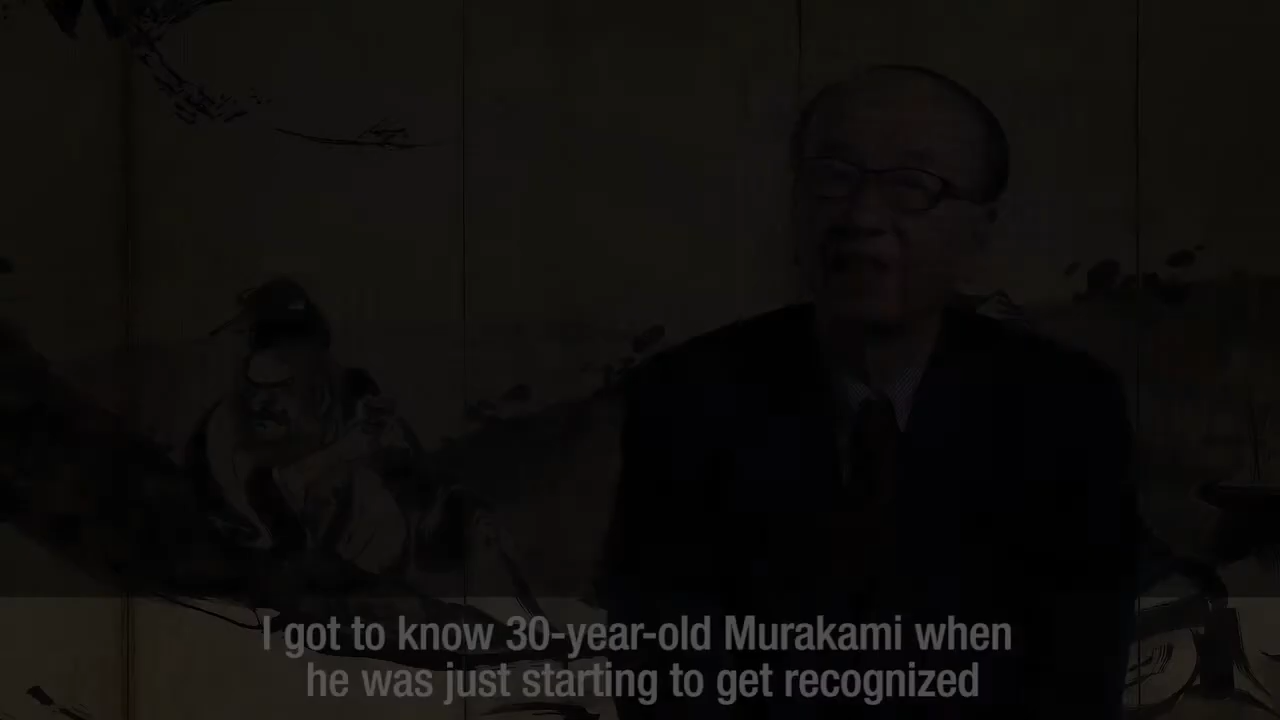 I got to know 30-year-old Murakami when
he was just starting to get recognized